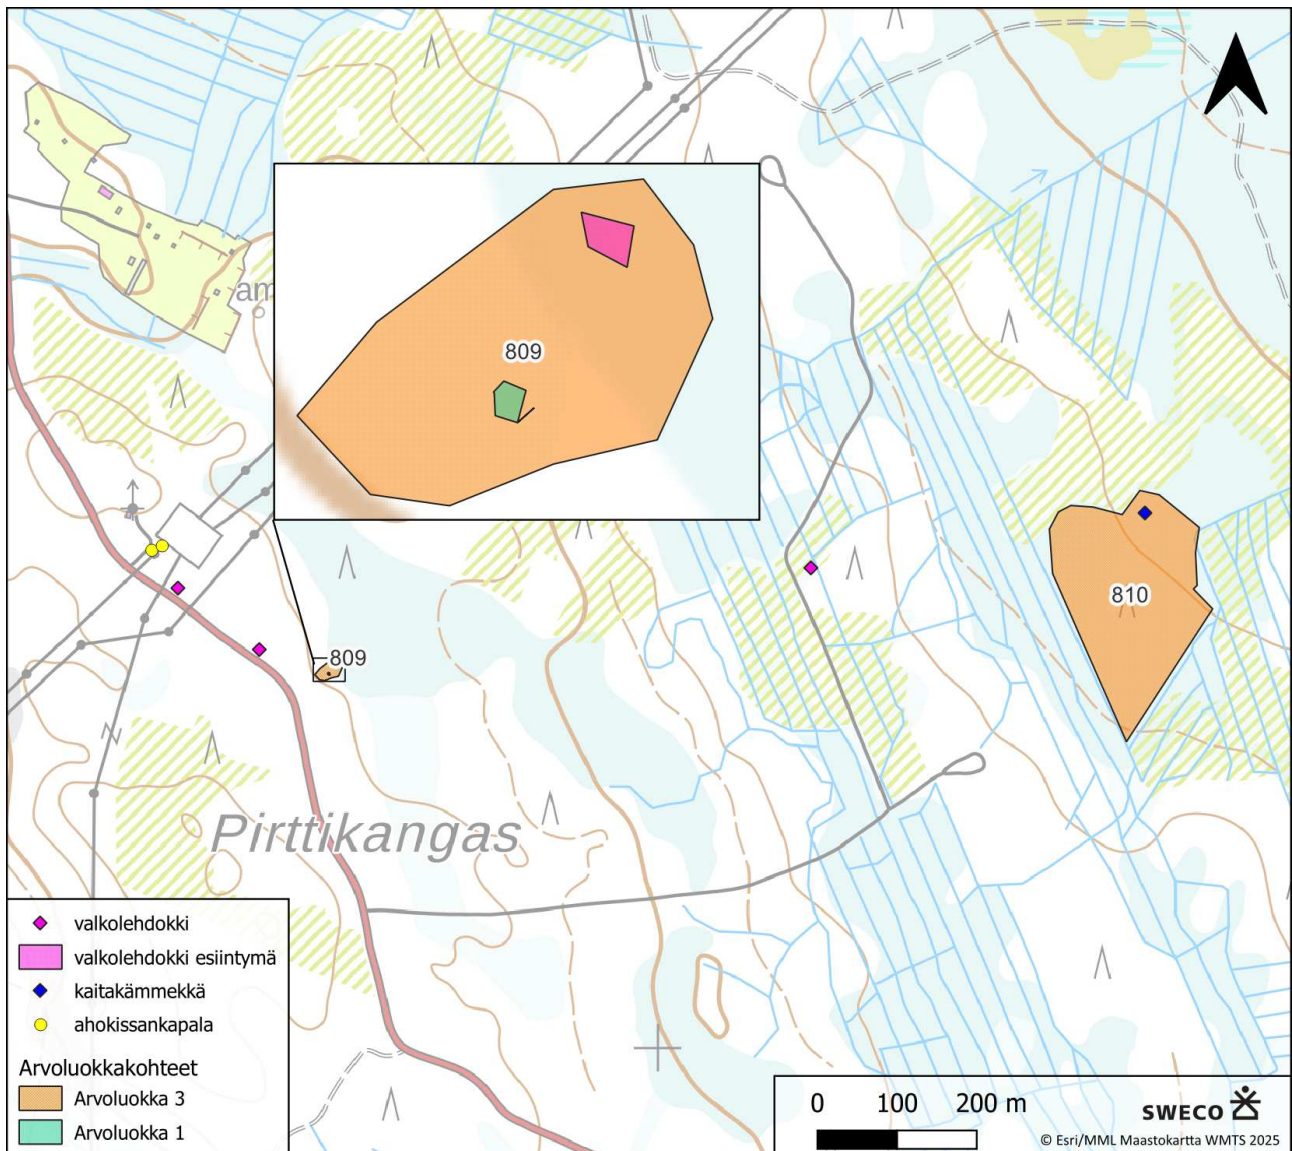 am
809
809
810
Pirttikangas
valkolehdokki
valkolehdokki esiintymä
kaitakämmekkä
ahokissankapala
Arvoluokkakohteet
Arvoluokka 3
Arvoluokka 1
0 100 200 m
SWECO
© Esri/MML Maastokartta WMTS 2025